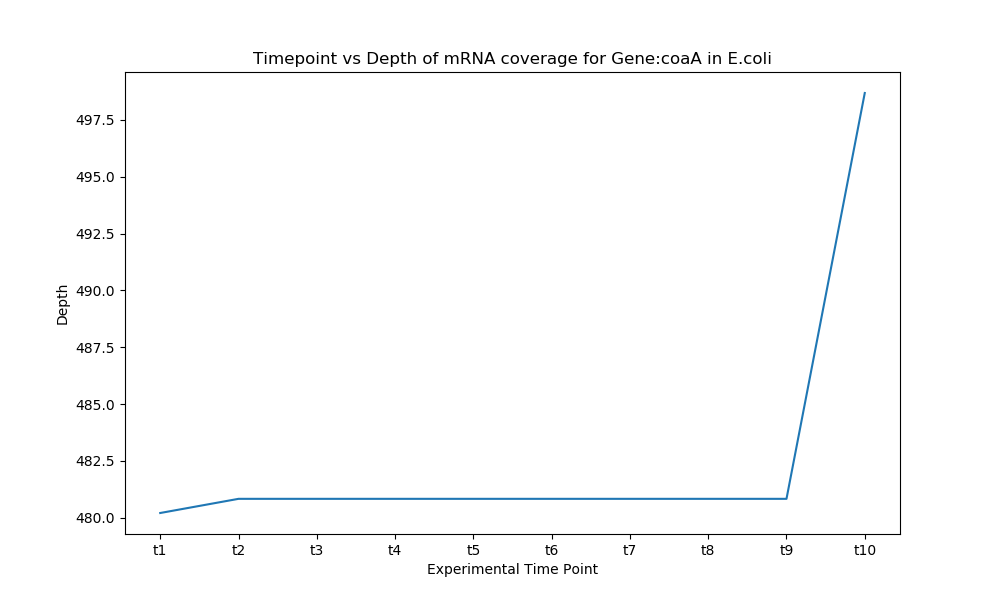 Timepoint vs Depth of mRNA coverage for Gene:coaA in E.coli
497.5
495.0
492.5
490.0
487.5
485.0
482.5
480.0
Depth
t1 t2 t3 t4 t5 t6 t7 t8 t9 t10
Experimental Time Point